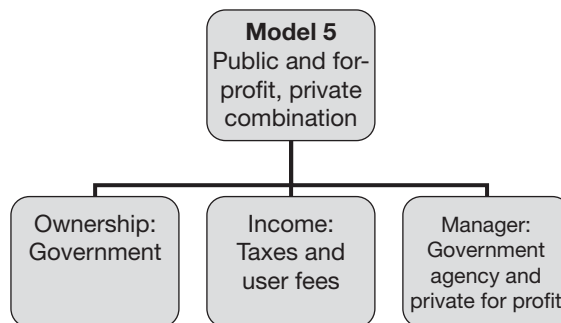 Model 5
Public and for-
profit, private
combination
Ownership:
Government
Income:
Taxes and
user fees
Manager:
Government
agency and
private for profit